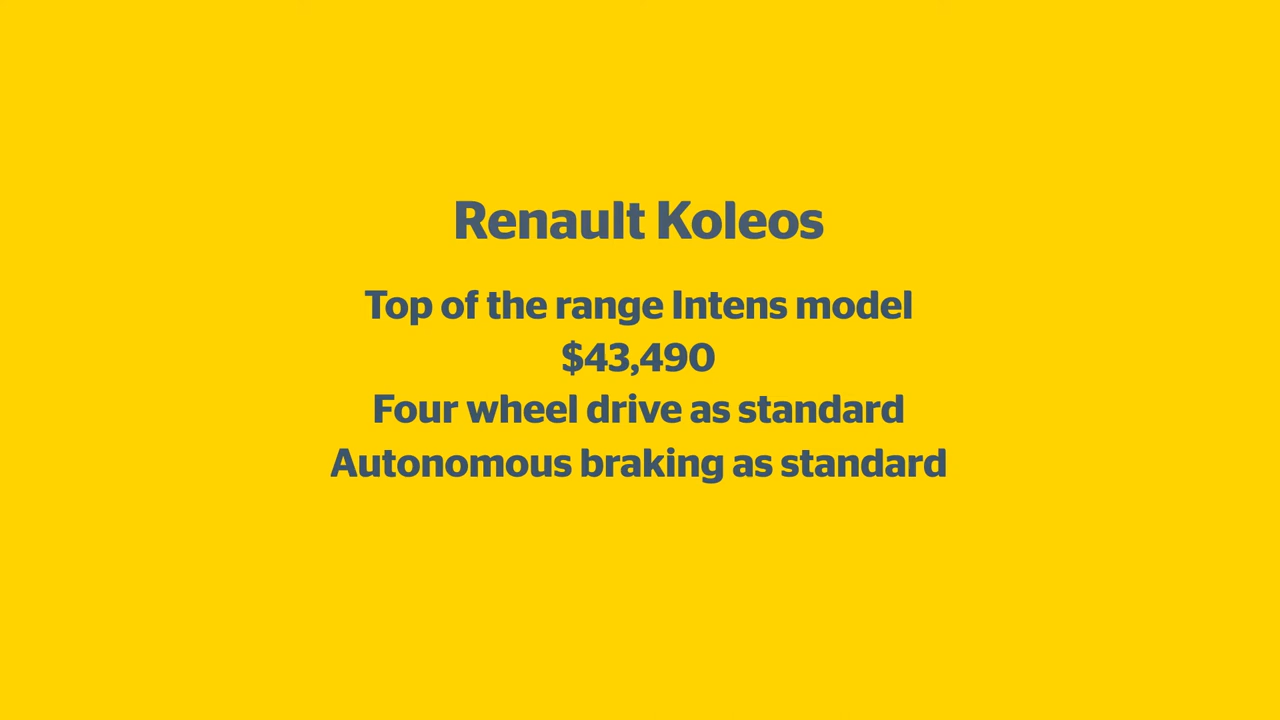 Renault Koleos
Top of the range Intens model
$43,490
Four wheel drive as standard
Autonomous braking as standard